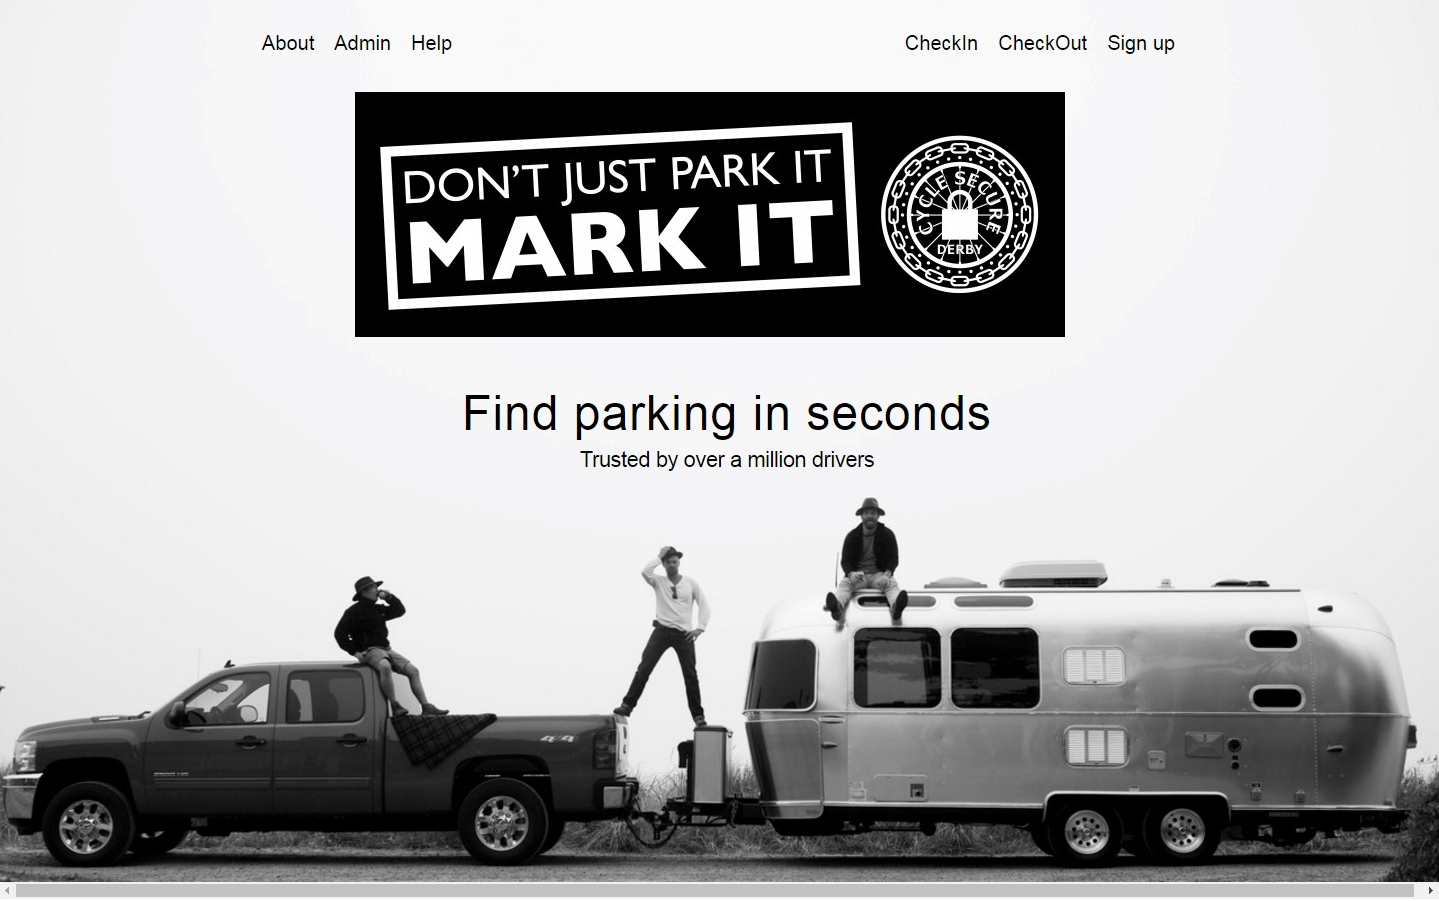 About Admin Help CheckIn CheckOut Sign up
DON'T JUST PARK IT
MARK IT
CYCLE SECURE
DERBY
Find parking in seconds
Trusted by over a million drivers
4x4